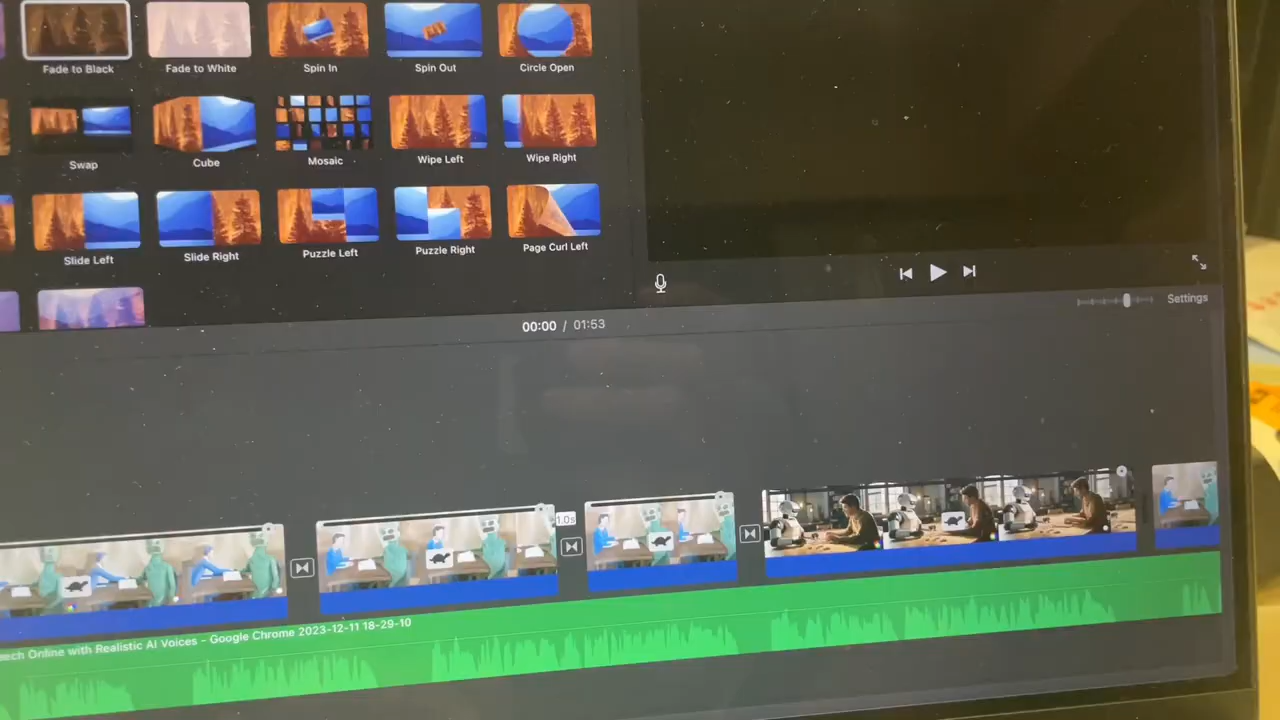 Fade to Black
Fade to White
Spin In
Spin Out
Circle Open
Swap
Cube
Mosaic
Wipe Left
Wipe Right
Slide Left
Slide Right
Puzzle Left
Puzzle Right
Page Curl Left
00:00 / 01:53
Settings
1.0s
eech Online with Realistic AI Voices - Google Chrome 2023-12-11 18-29-10